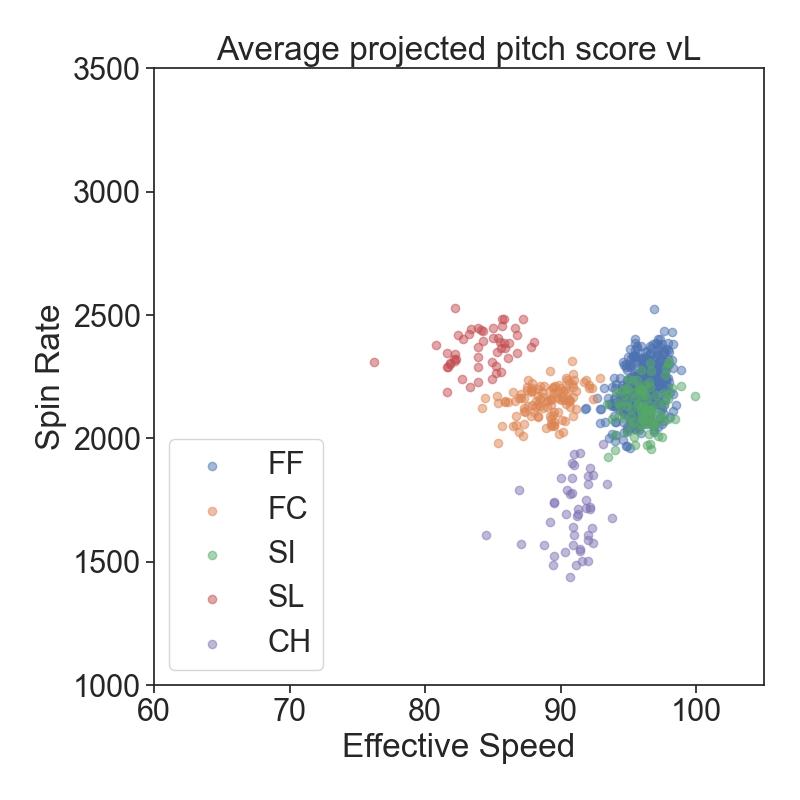 Average projected pitch score vL
3500
3000
2500
2000
1500
1000
Spin Rate
FF
FC
SI
SL
CH
60 70 80 90 100
Effective Speed